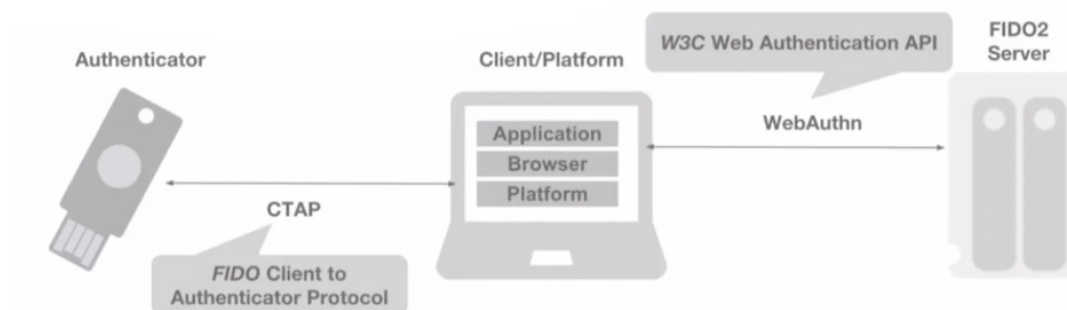 Authenticator
Client/Platform
W3C Web Authentication API
FIDO2
Server
Application
Browser
Platform
WebAuthn
CTAP
FIDO Client to
Authenticator Protocol